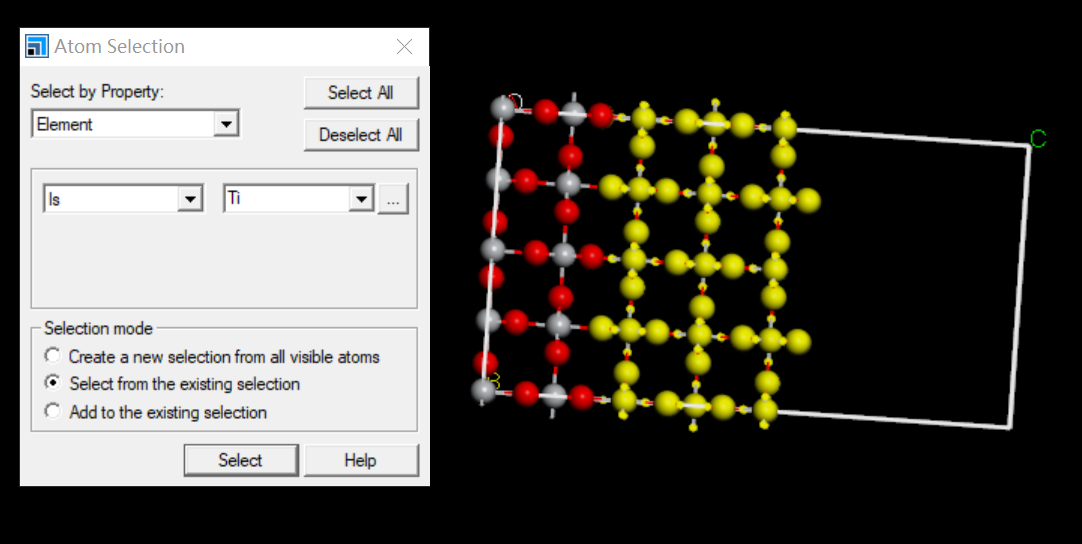 Atom Selection
Select by Property:
Select All
Element
Deselect All
Is
Ti
...
Selection mode
Create a new selection from all visible atoms
Select from the existing selection
Add to the existing selection
Select
Help
C
B